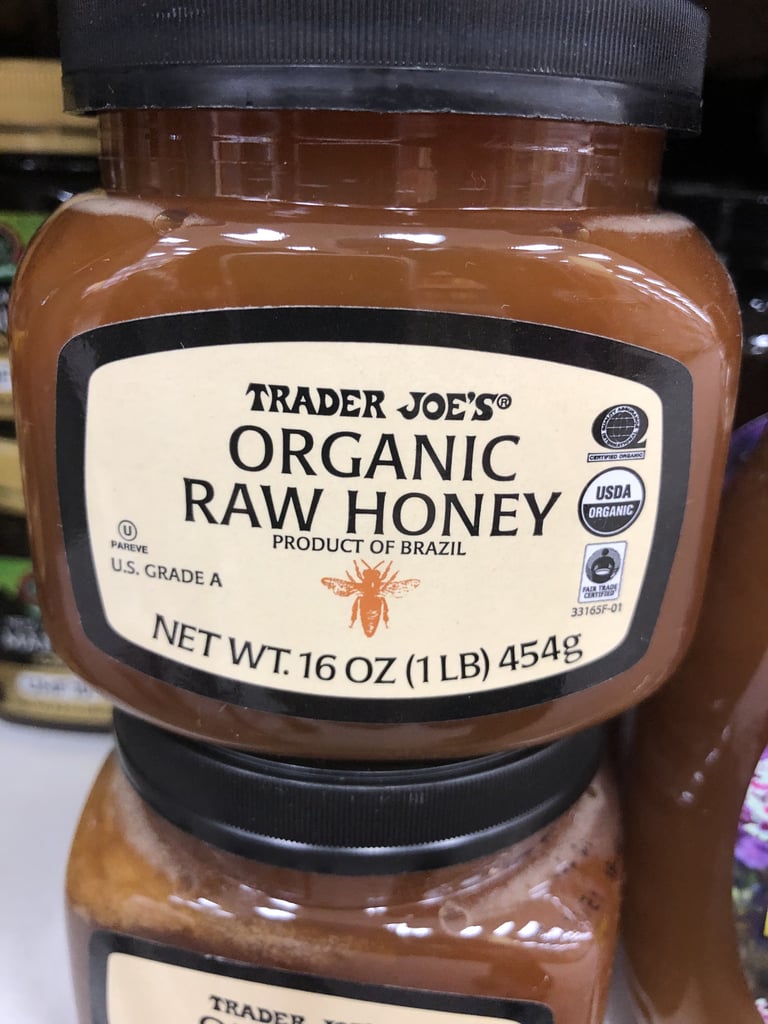 TRADER JOE'S®
ORGANIC
RAW HONEY
PRODUCT OF BRAZIL
U
PAREVE
U.S. GRADE A
NET WT. 16 OZ (1 LB) 454g
CERTIFIED ORGANIC
USDA
ORGANIC
FAIR TRADE
CERTIFIED
33165F-01
TRADER